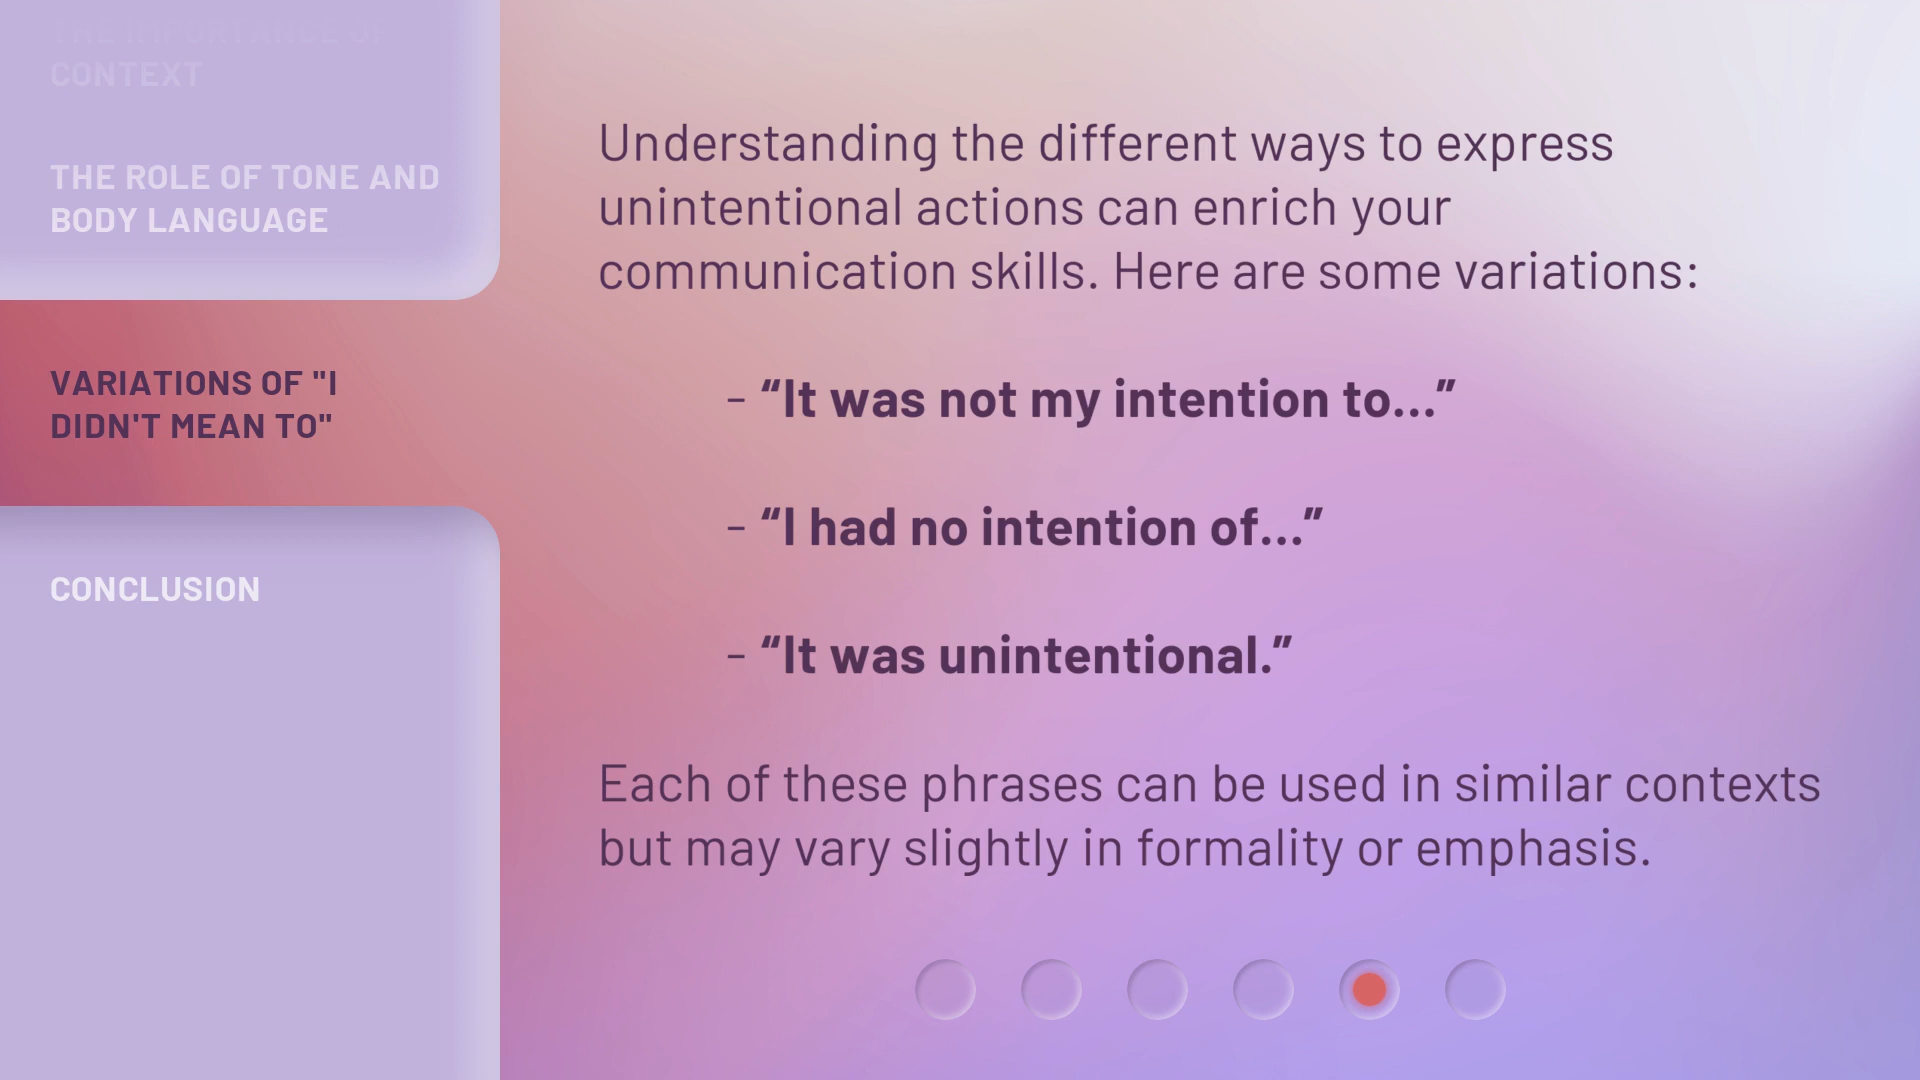 THE IMPORTANCE OF
CONTEXT
THE ROLE OF TONE AND
BODY LANGUAGE
VARIATIONS OF "I
DIDN'T MEAN TO"
CONCLUSION
Understanding the different ways to express
unintentional actions can enrich your
communication skills. Here are some variations:
- “It was not my intention to...”
- “I had no intention of...”
- “It was unintentional.”
Each of these phrases can be used in similar contexts
but may vary slightly in formality or emphasis.